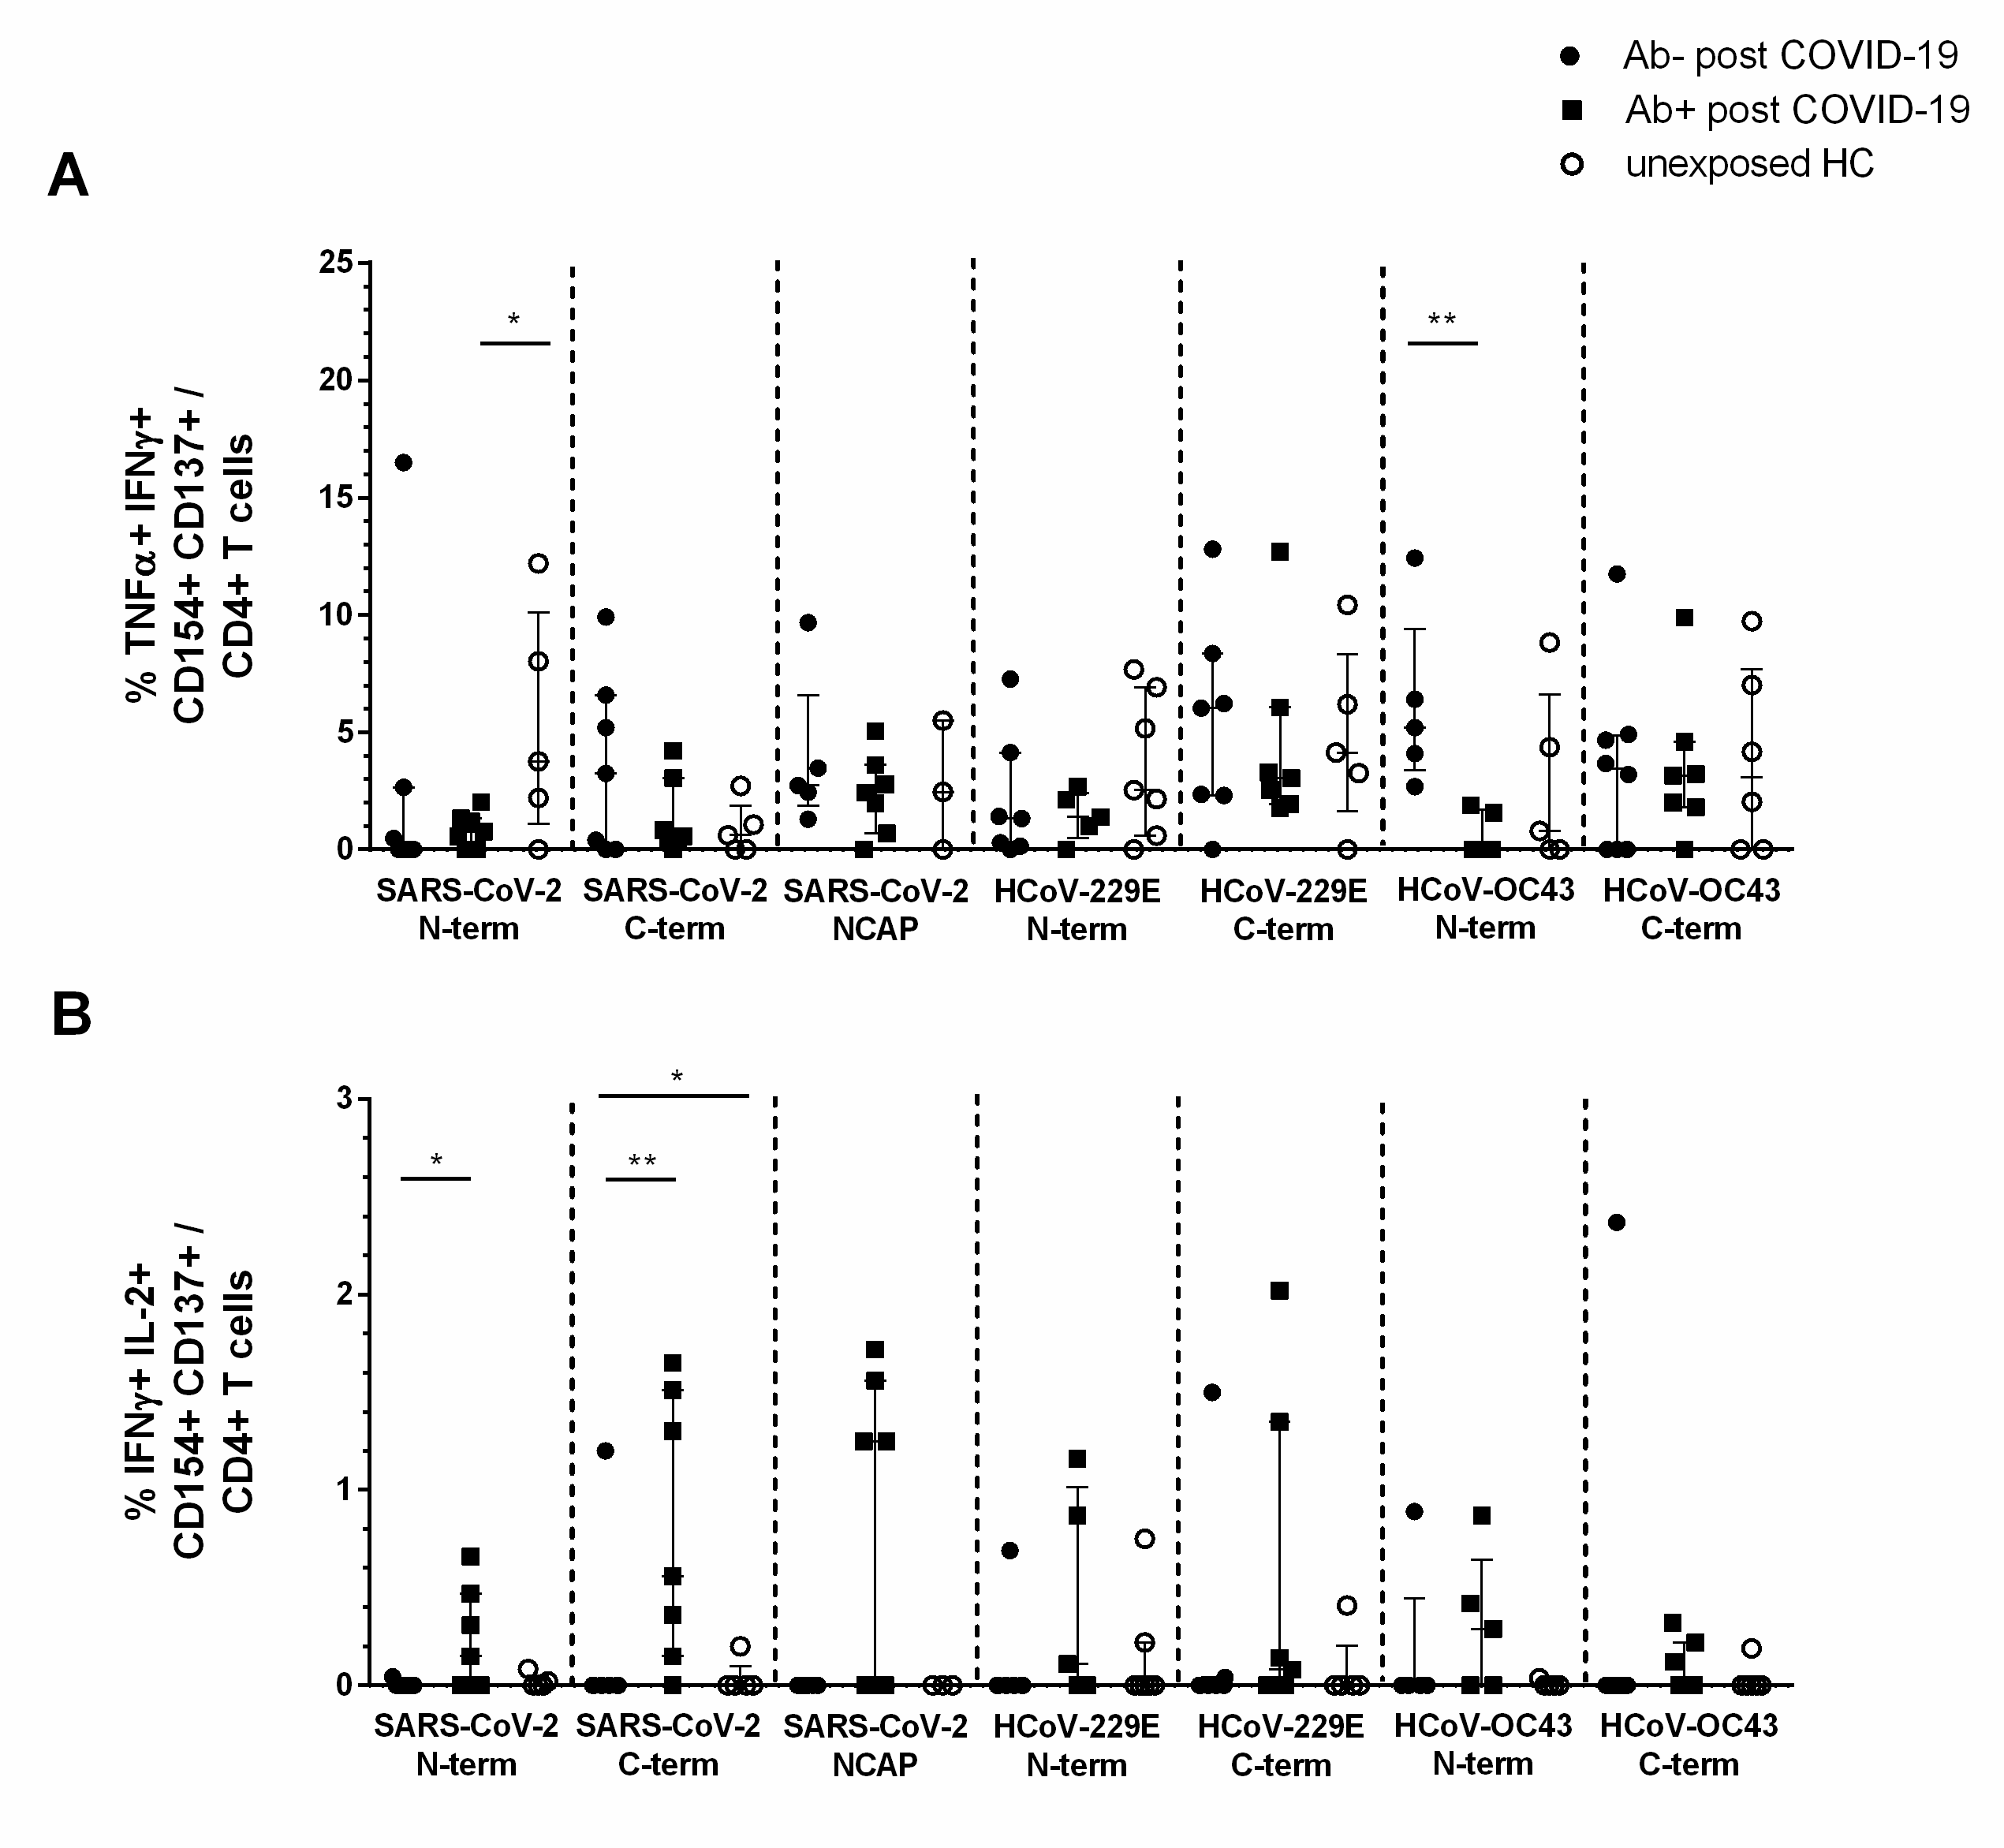 Ab- post COVID-19
Ab+ post COVID-19
unexposed HC
A
% TNFα+ IFNγ+
CD154+ CD137+ /
CD4+ T cells
25
20
15
10
5
0
*
**
SARS-CoV-2
N-term
SARS-CoV-2
C-term
SARS-CoV-2
NCAP
HCoV-229E
N-term
HCoV-229E
C-term
HCoV-OC43
N-term
HCoV-OC43
C-term
B
% IFNγ+ IL-2+
CD154+ CD137+ /
CD4+ T cells
3
2
1
0
*
*
**
SARS-CoV-2
N-term
SARS-CoV-2
C-term
SARS-CoV-2
NCAP
HCoV-229E
N-term
HCoV-229E
C-term
HCoV-OC43
N-term
HCoV-OC43
C-term